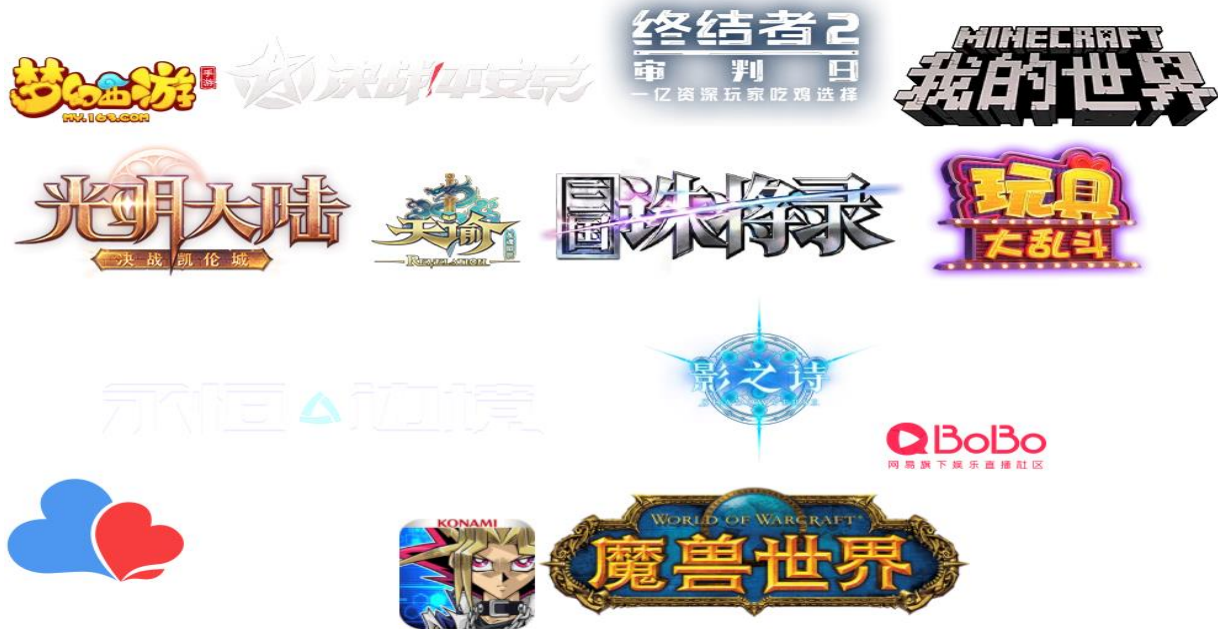 梦幻西游 手游
MY.163.COM
决战!平安京
终结者2
审判日
一亿资深玩家吃鸡选择
MINECRAFT
我的世界
光明大陆
决战凯伦城
天谕
REVELATION
三国诛将录
玩具
大乱斗
永恒边境
影之诗
BoBo
网易旗下娱乐直播社区
KONAMI
WORLD OF WARCRAFT
魔兽世界